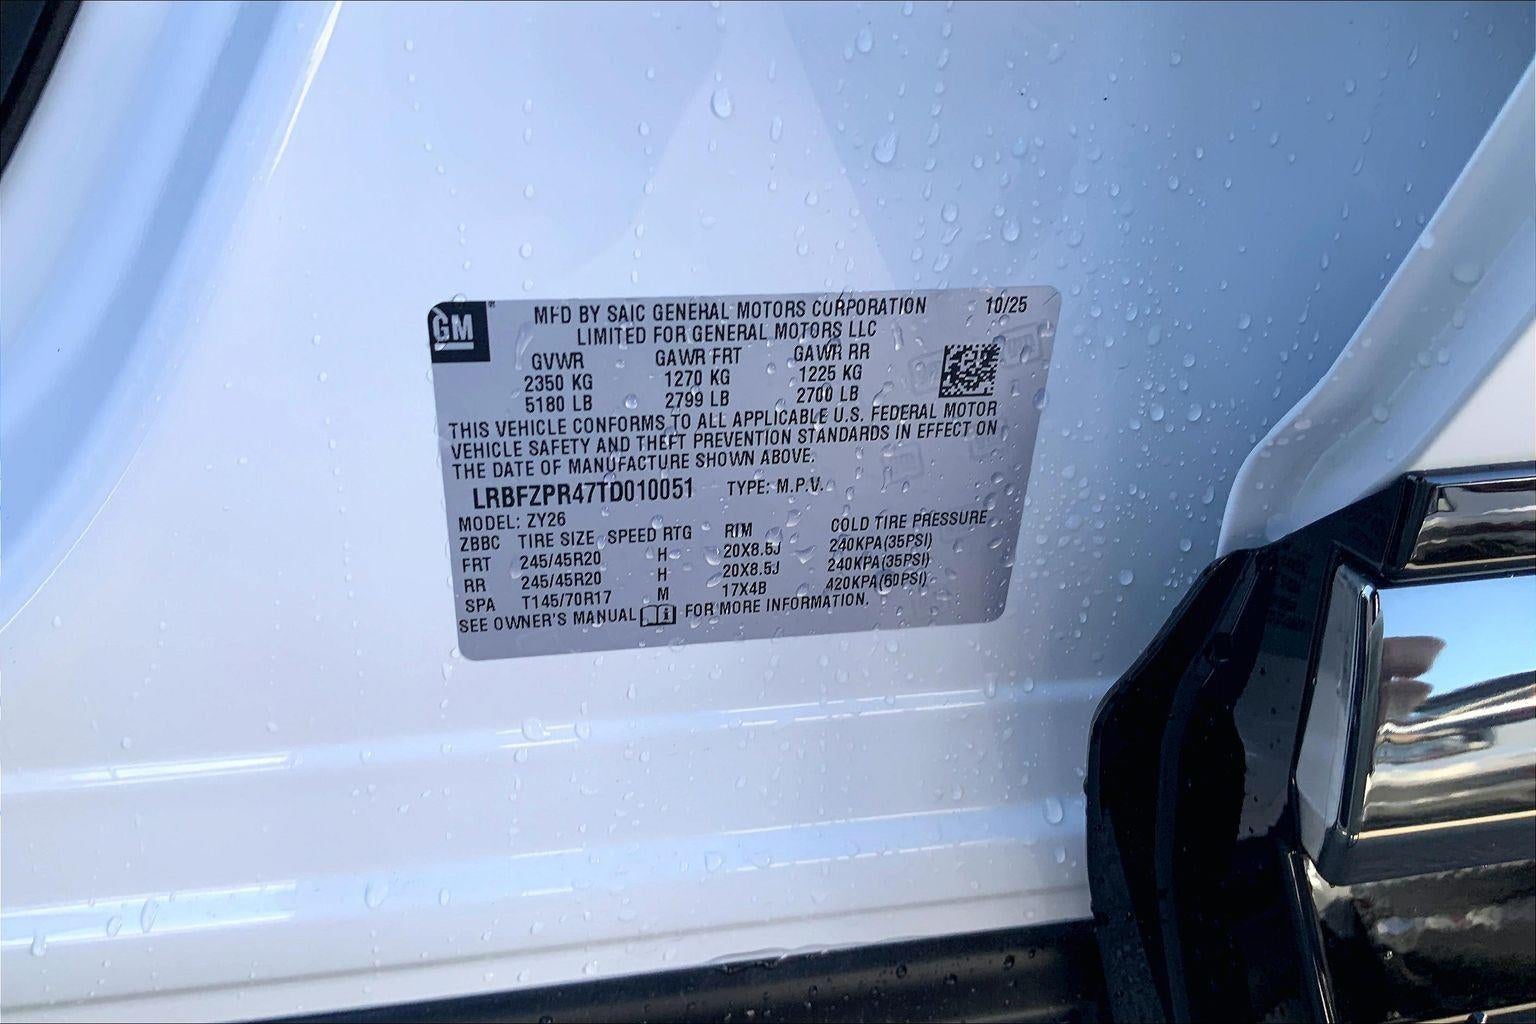 GM
MFD BY SAIC GENERAL MOTORS CORPORATION
LIMITED FOR GENERAL MOTORS LLC
10/25
GVWR GAWR FRT GAWR RR
2350 KG 1270 KG 1225 KG
5180 LB 2799 LB 2700 LB
THIS VEHICLE CONFORMS TO ALL APPLICABLE U.S. FEDERAL MOTOR
VEHICLE SAFETY AND THEFT PREVENTION STANDARDS IN EFFECT ON
THE DATE OF MANUFACTURE SHOWN ABOVE.
LRBFZPR47TD010051 TYPE: M.P.V.
MODEL: ZY26
ZBBC TIRE SIZE SPEED RTG RIM COLD TIRE PRESSURE
FRT 245/45R20 H 20X8.5J 240KPA(35PSI)
RR 245/45R20 H 20X8.5J 240KPA(35PSI)
SPA T145/70R17 M 17X4B 420KPA(60PSI)
SEE OWNER'S MANUAL i FOR MORE INFORMATION.